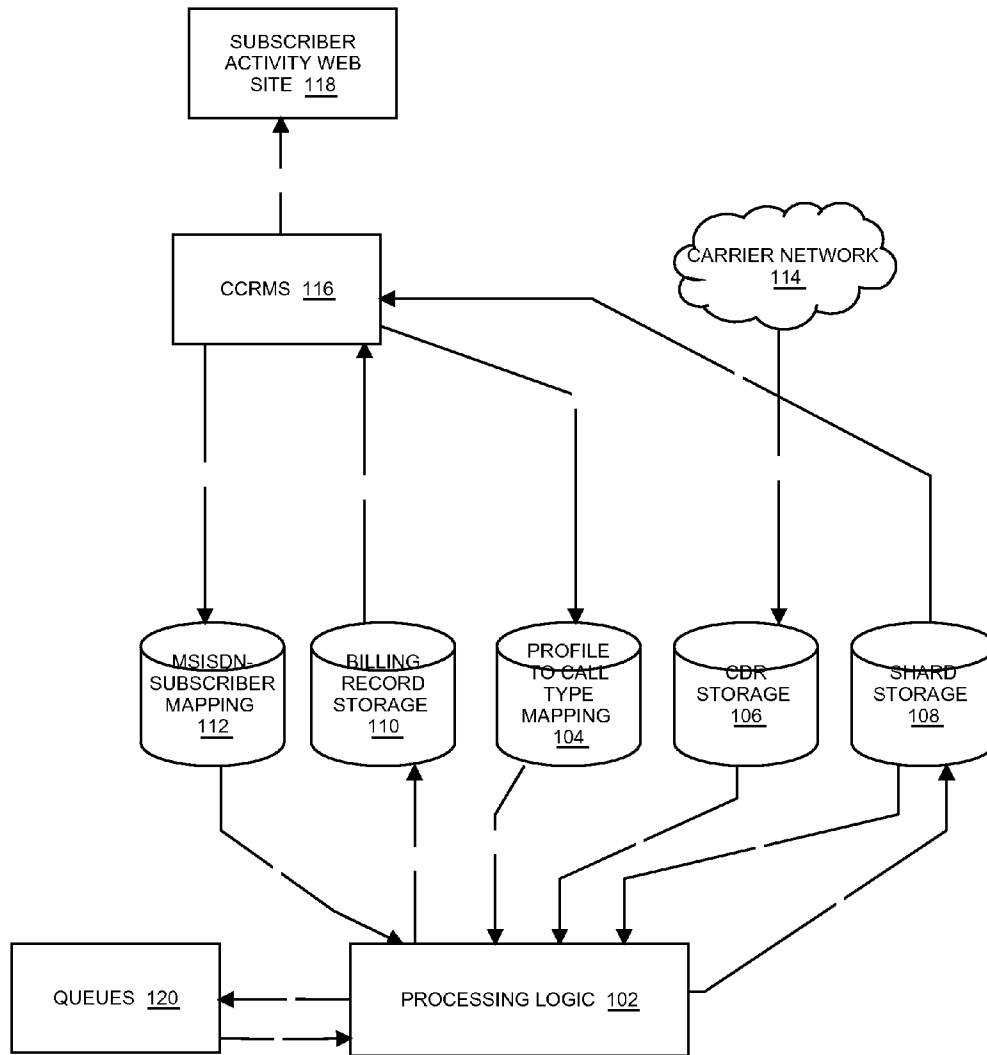 SUBSCRIBER
ACTIVITY WEB
SITE 118
CCRMS 116
CARRIER NETWORK
114
MSISDN-
SUBSCRIBER
MAPPING
112
BILLING
RECORD
STORAGE
110
PROFILE
TO CALL
TYPE
MAPPING
104
CDR
STORAGE
106
SHARD
STORAGE
108
QUEUES 120
PROCESSING LOGIC 102